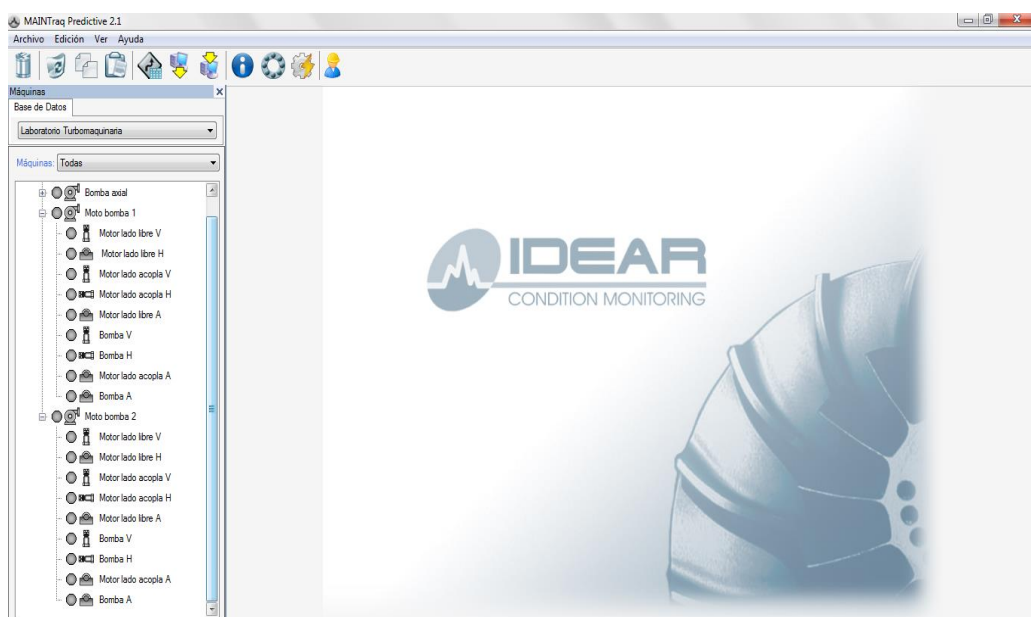 MAINTraq Predictive 2.1
Archivo Edición Ver Ayuda
Máquinas
Base de Datos
Laboratorio Turbomaquinaria
Máquinas: Todas
Bomba axial
Moto bomba 1
Motor lado libre V
Motor lado libre H
Motor lado acopla V
Motor lado acopla H
Motor lado libre A
Bomba V
Bomba H
Motor lado acopla A
Bomba A
Moto bomba 2
Motor lado libre V
Motor lado libre H
Motor lado acopla V
Motor lado acopla H
Motor lado libre A
Bomba V
Bomba H
Motor lado acopla A
Bomba A
IDEAR
CONDITION MONITORING